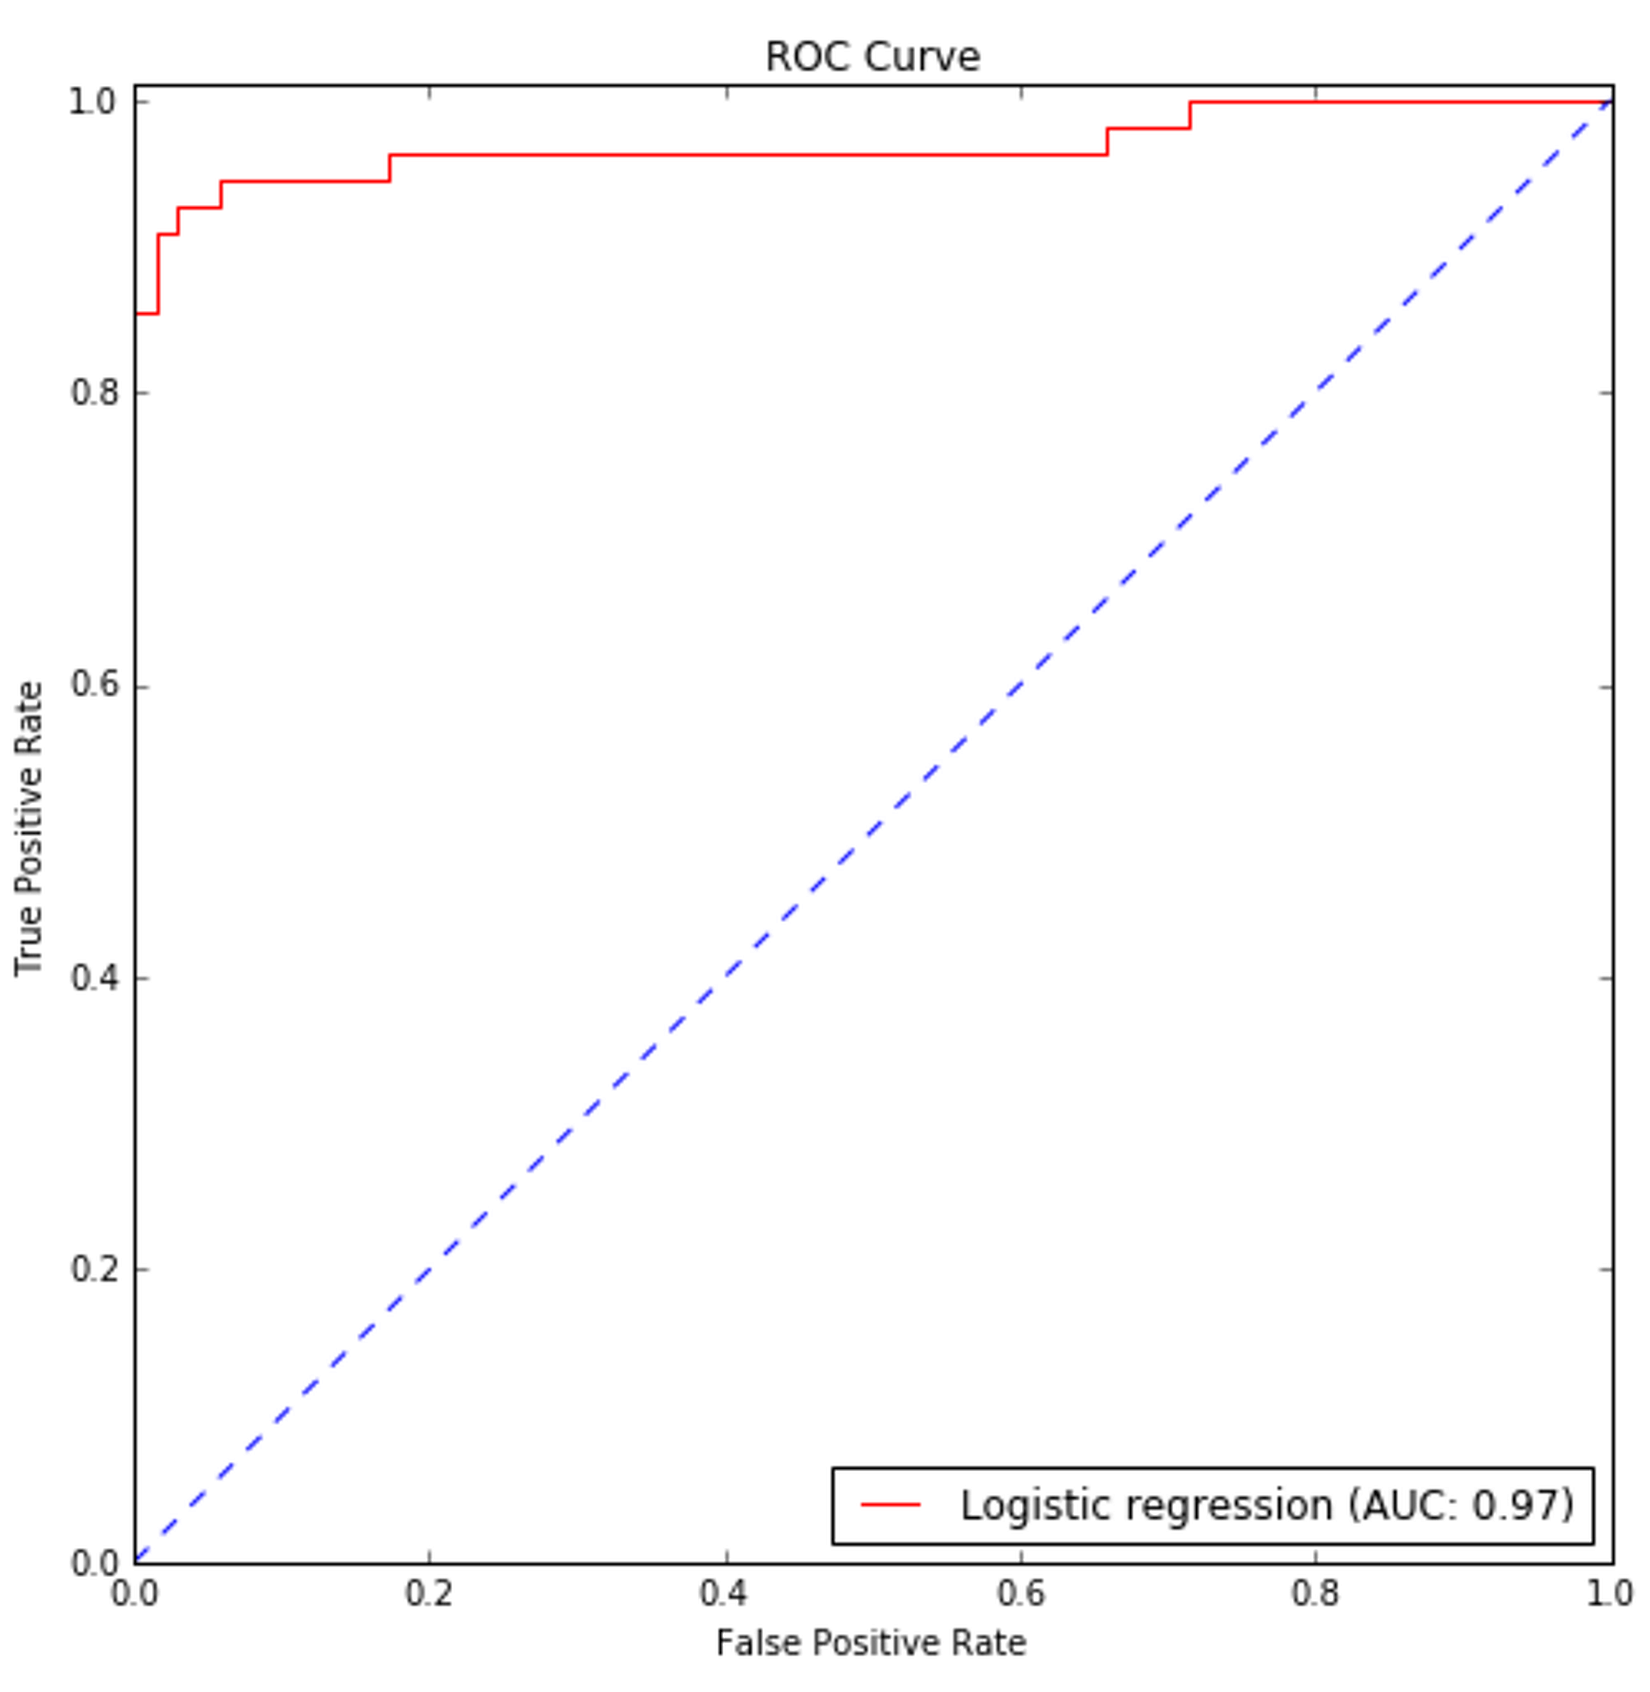 ROC Curve
1.0
0.8
0.6
0.4
0.2
0.0
True Positive Rate
Logistic regression (AUC: 0.97)
0.0 0.2 0.4 0.6 0.8 1.0
False Positive Rate